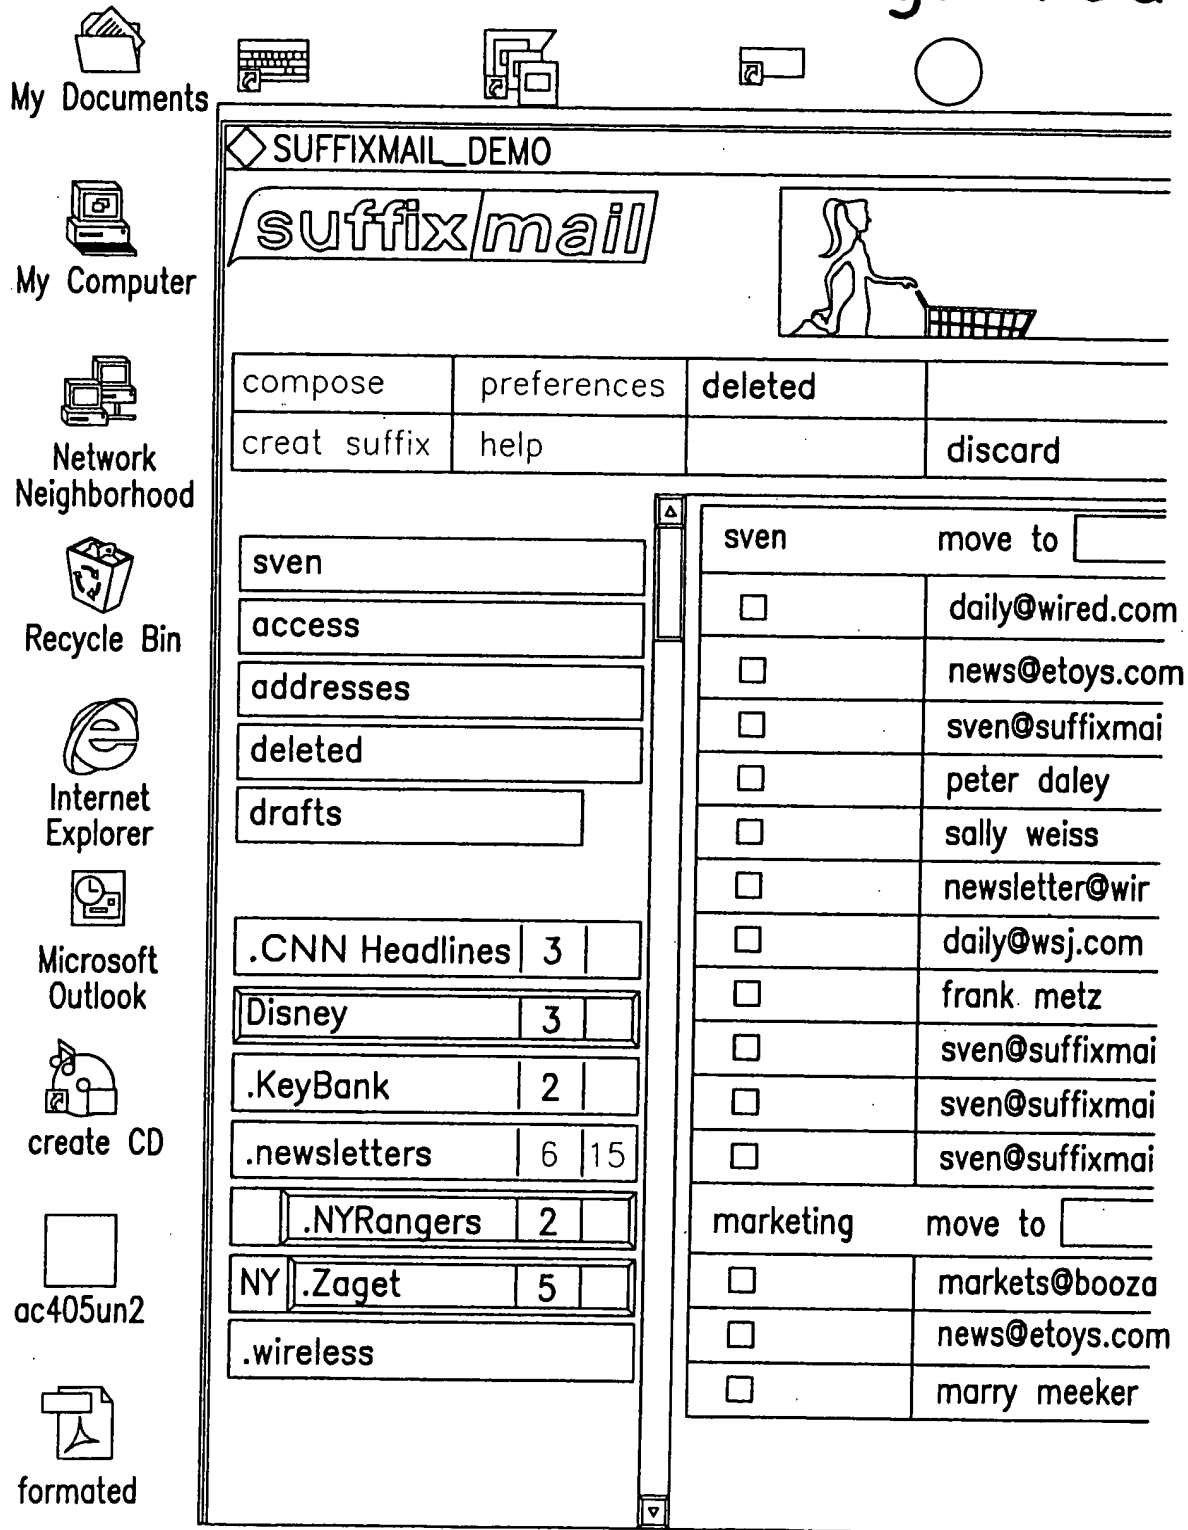 My Documents
My Computer
Network
Neighborhood
Recycle Bin
Internet
Explorer
Microsoft
Outlook
create CD
ac405un2
formated
SUFFIXMAIL_DEMO
suffix mail
compose preferences deleted
creat suffix help discard
sven
access
addresses
deleted
drafts
.CNN Headlines 3
Disney 3
.KeyBank 2
.newsletters 6 15
.NYRangers 2
NY .Zaget 5
.wireless
sven move to
daily@wired.com
news@etoys.com
sven@suffixmai
peter daley
sally weiss
newsletter@wir
daily@wsj.com
frank metz
sven@suffixmai
sven@suffixmai
sven@suffixmai
marketing move to
markets@booza
news@etoys.com
marry meeker